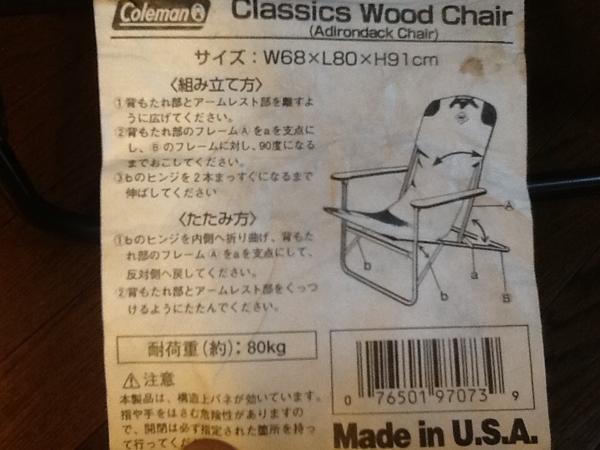 Coleman
Classics Wood Chair
(Adirondack Chair)
サイズ：W68×L80×H91cm
〈組み立て方〉
①背もたれ部とアームレスト部を離すよ
うに広げてください。
②背もたれ部のフレームⒶをaを支点に
し、Ⓑのフレームに対し、90度になる
までおこしてください。
③bのヒンジを2本まっすぐになるまで
伸ばしてください
〈たたみ方〉
①bのヒンジを内側へ折り曲げ、背もた
れ部のフレームⒶをaを支点にして、
反対側へ戻してください。
②背もたれ部とアームレスト部をくっつ
けるようにたたんでください。
A
a
B
b
b
耐荷重（約）：80kg
⚠注意
本製品は、構造上バネが効いています。
指や手をはさむ危険性がありますの
で、開閉は必ず指定された箇所を持っ
て行ってくだ
0 76501 97073 9
Made in U.S.A.